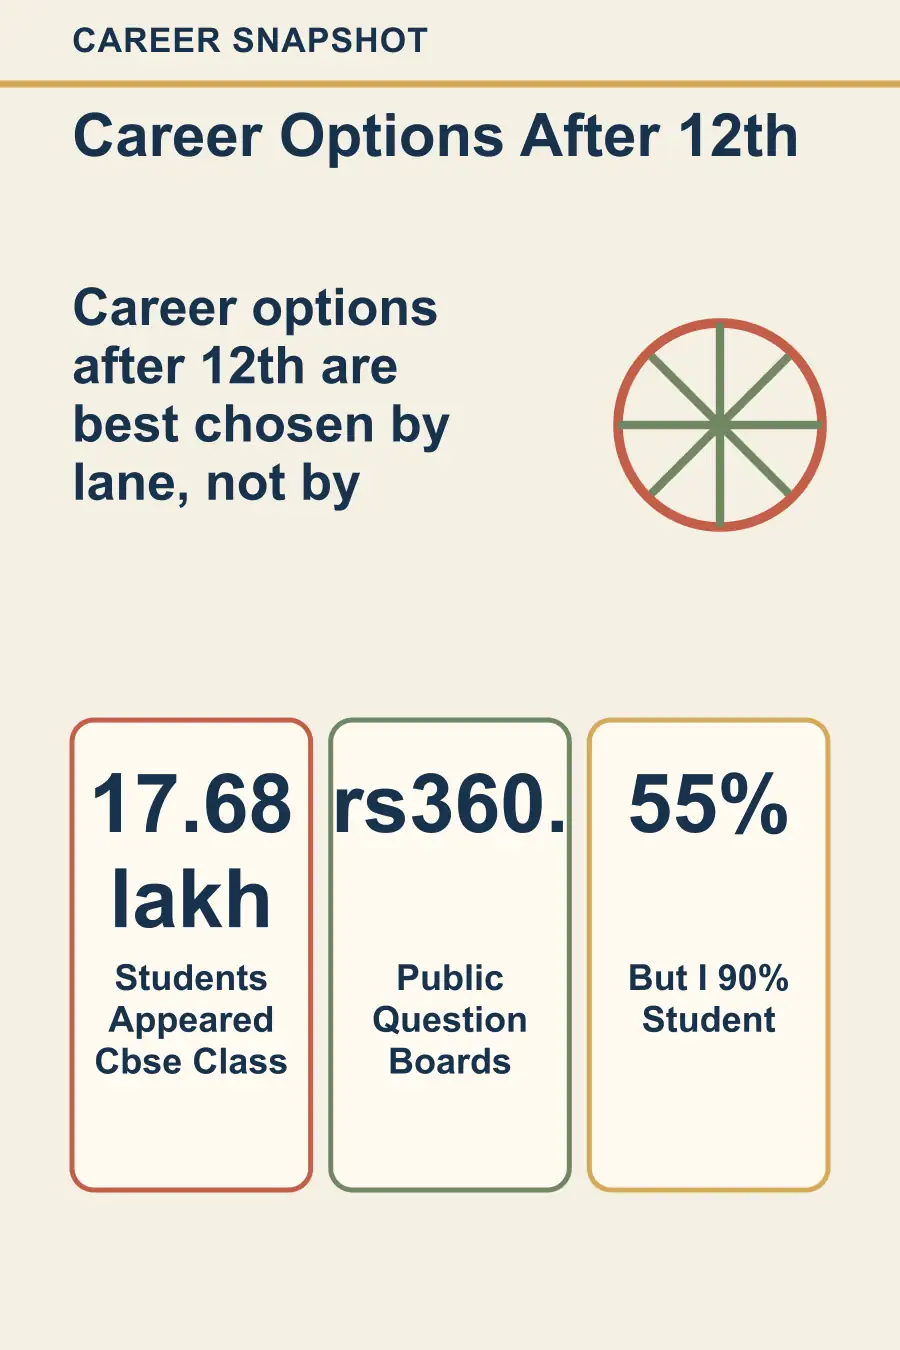 CAREER SNAPSHOT
Career Options After 12th
Career options
after 12th are
best chosen by
lane, not by
17.68
lakh
Students
Appeared
Cbse Class
rs360.
Public
Question
Boards
55%
But I 90%
Student